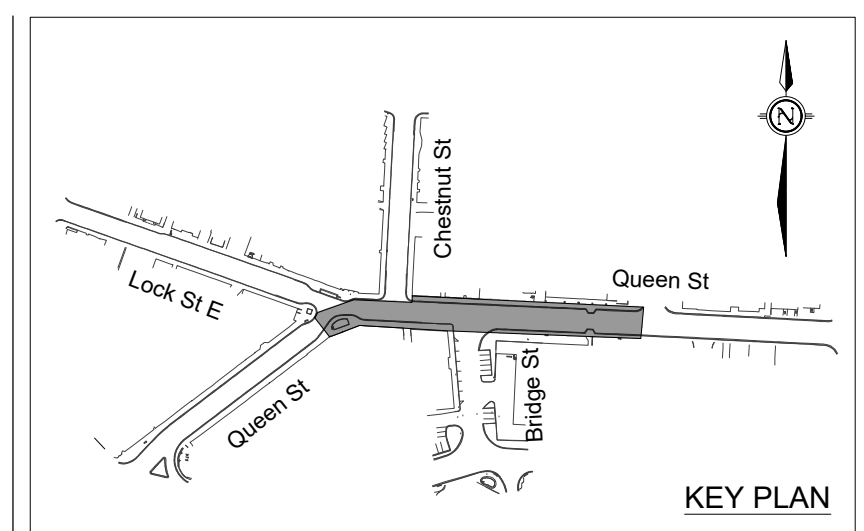 N
Chestnut St
Queen St
Lock St E
Bridge St
Queen St
KEY PLAN